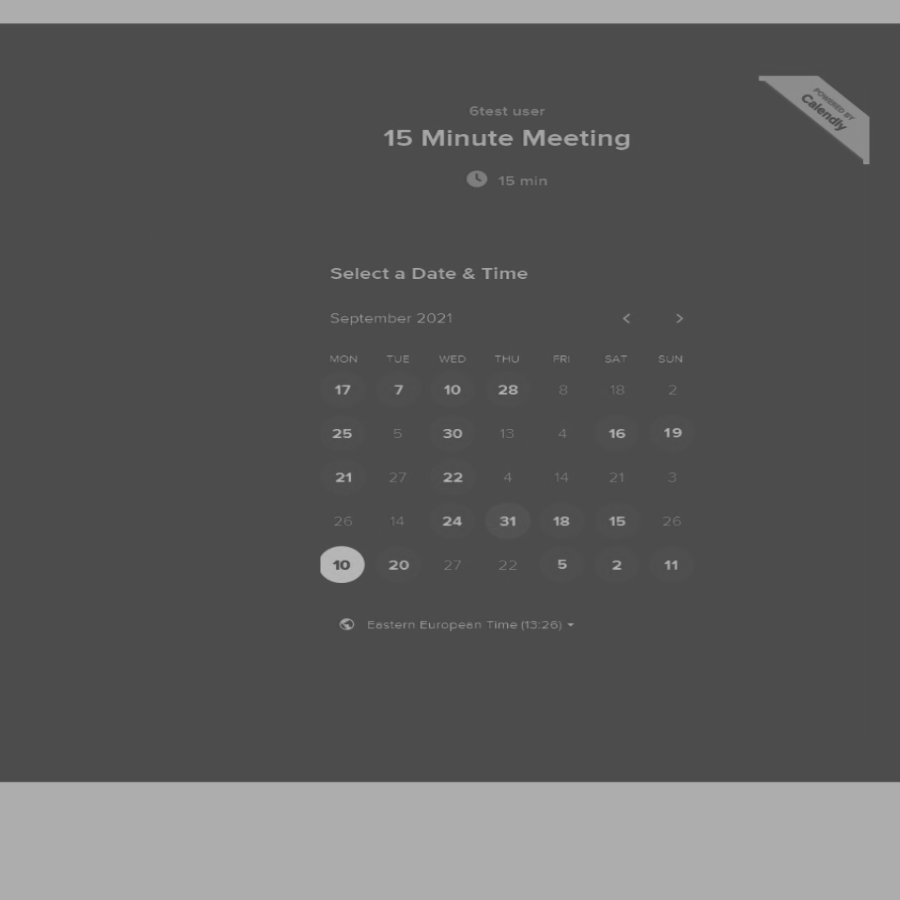 POWERED BY
Calendly
6test user
15 Minute Meeting
15 min
Select a Date & Time
September 2021
MON TUE WED THU FRI SAT SUN
17 7 10 28 8 18 2
25 5 30 13 4 16 19
21 27 22 4 14 21 3
26 14 24 31 18 15 26
10 20 27 22 5 2 11
Eastern European Time (13:26)